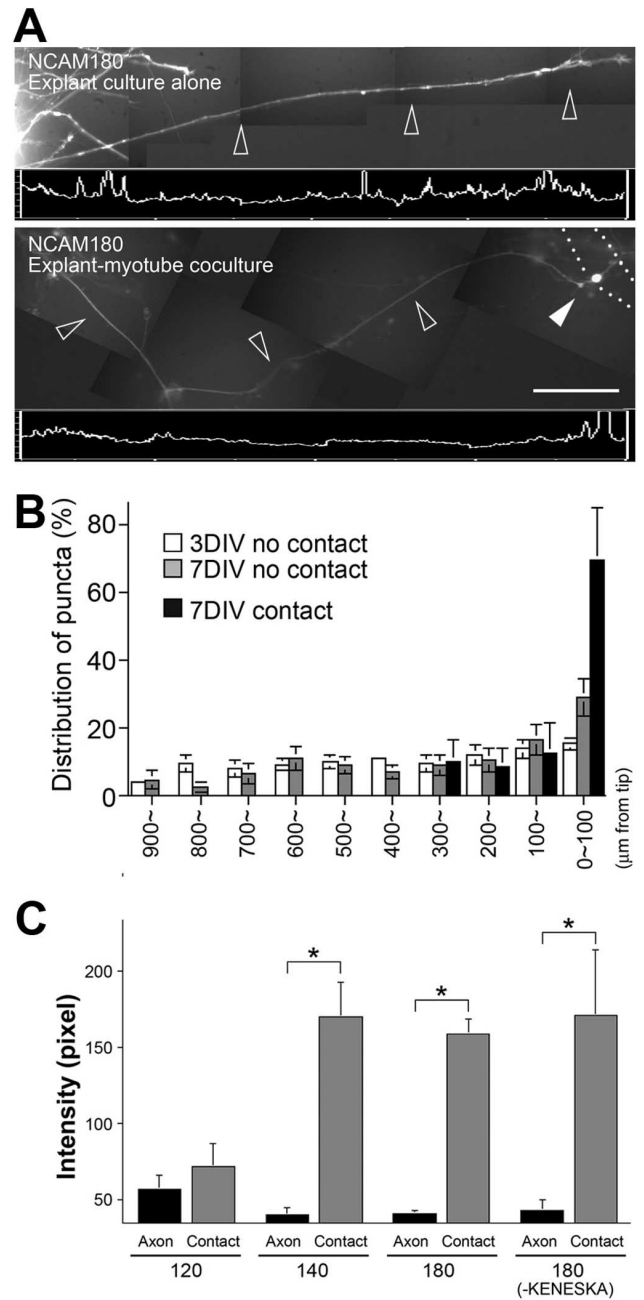 A
NCAM180
Explant culture alone
NCAM180
Explant-myotube coculture
B
Distribution of puncta (%)
80
60
40
20
0
3DIV no contact
7DIV no contact
7DIV contact
900~
800~
700~
600~
500~
400~
300~
200~
100~
0~100
(μm from tip)
C
Intensity (pixel)
200
150
100
50
*
*
*
Axon Contact Axon Contact Axon Contact Axon Contact
120 140 180 180
(-KENESKA)